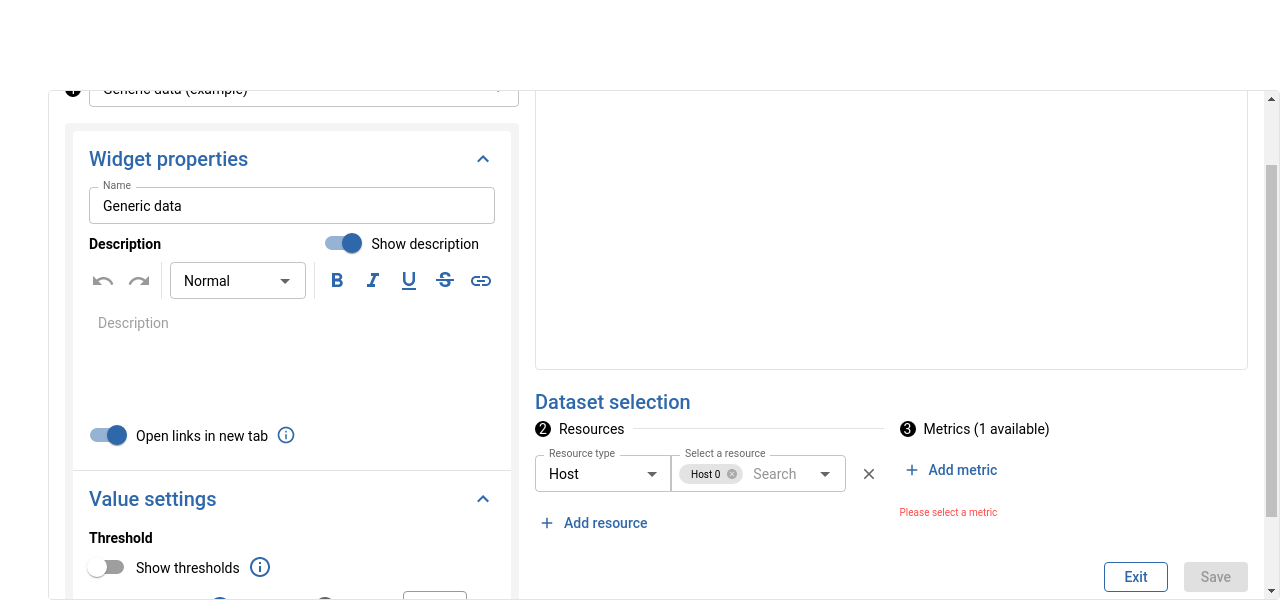 1 Generic data (example)
Widget properties
Name
Generic data
Description
Show description
Normal
B I U S
Description
Open links in new tab
Value settings
Threshold
Show thresholds
Dataset selection
2 Resources
Resource type
Host
Select a resource
Host 0
Search
Add resource
3 Metrics (1 available)
Add metric
Please select a metric
Exit
Save